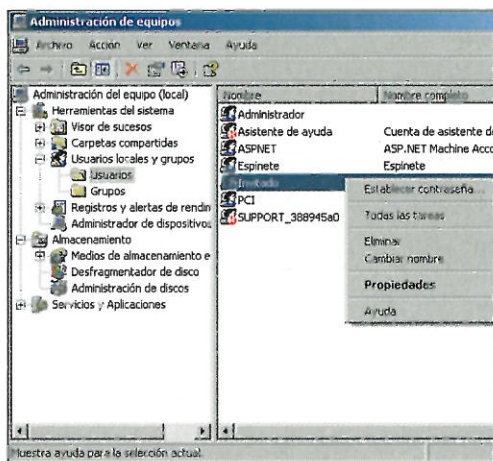 Administración de equipos
Archivo Acción Ver Ventana Ayuda
Administración del equipo (local)
Herramientas del sistema
Visor de sucesos
Carpetas compartidas
Usuarios locales y grupos
Usuarios
Grupos
Registros y alertas de rendin
Administrador de dispositivos
Almacenamiento
Medios de almacenamiento e
Desfragmentador de disco
Administración de discos
Servicios y Aplicaciones
Nombre Nombre completo
Administrador
Asistente de ayuda Cuenta de asistente de
ASPNET ASP.NET Machine Acco
Espinete Espinete
Invitado
PCI
SUPPORT_388945a0
Establecer contraseña...
Todas las tareas
Eliminar
Cambiar nombre
Propiedades
Ayuda
Muestra ayuda para la selección actual.